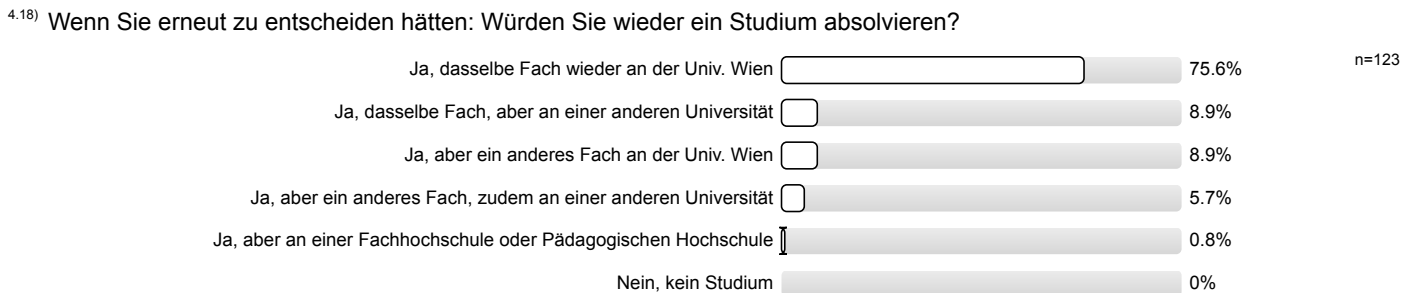 4.18) Wenn Sie erneut zu entscheiden hätten: Würden Sie wieder ein Studium absolvieren?
Ja, dasselbe Fach wieder an der Univ. Wien 75.6% n=123
Ja, dasselbe Fach, aber an einer anderen Universität 8.9%
Ja, aber ein anderes Fach an der Univ. Wien 8.9%
Ja, aber ein anderes Fach, zudem an einer anderen Universität 5.7%
Ja, aber an einer Fachhochschule oder Pädagogischen Hochschule 0.8%
Nein, kein Studium 0%